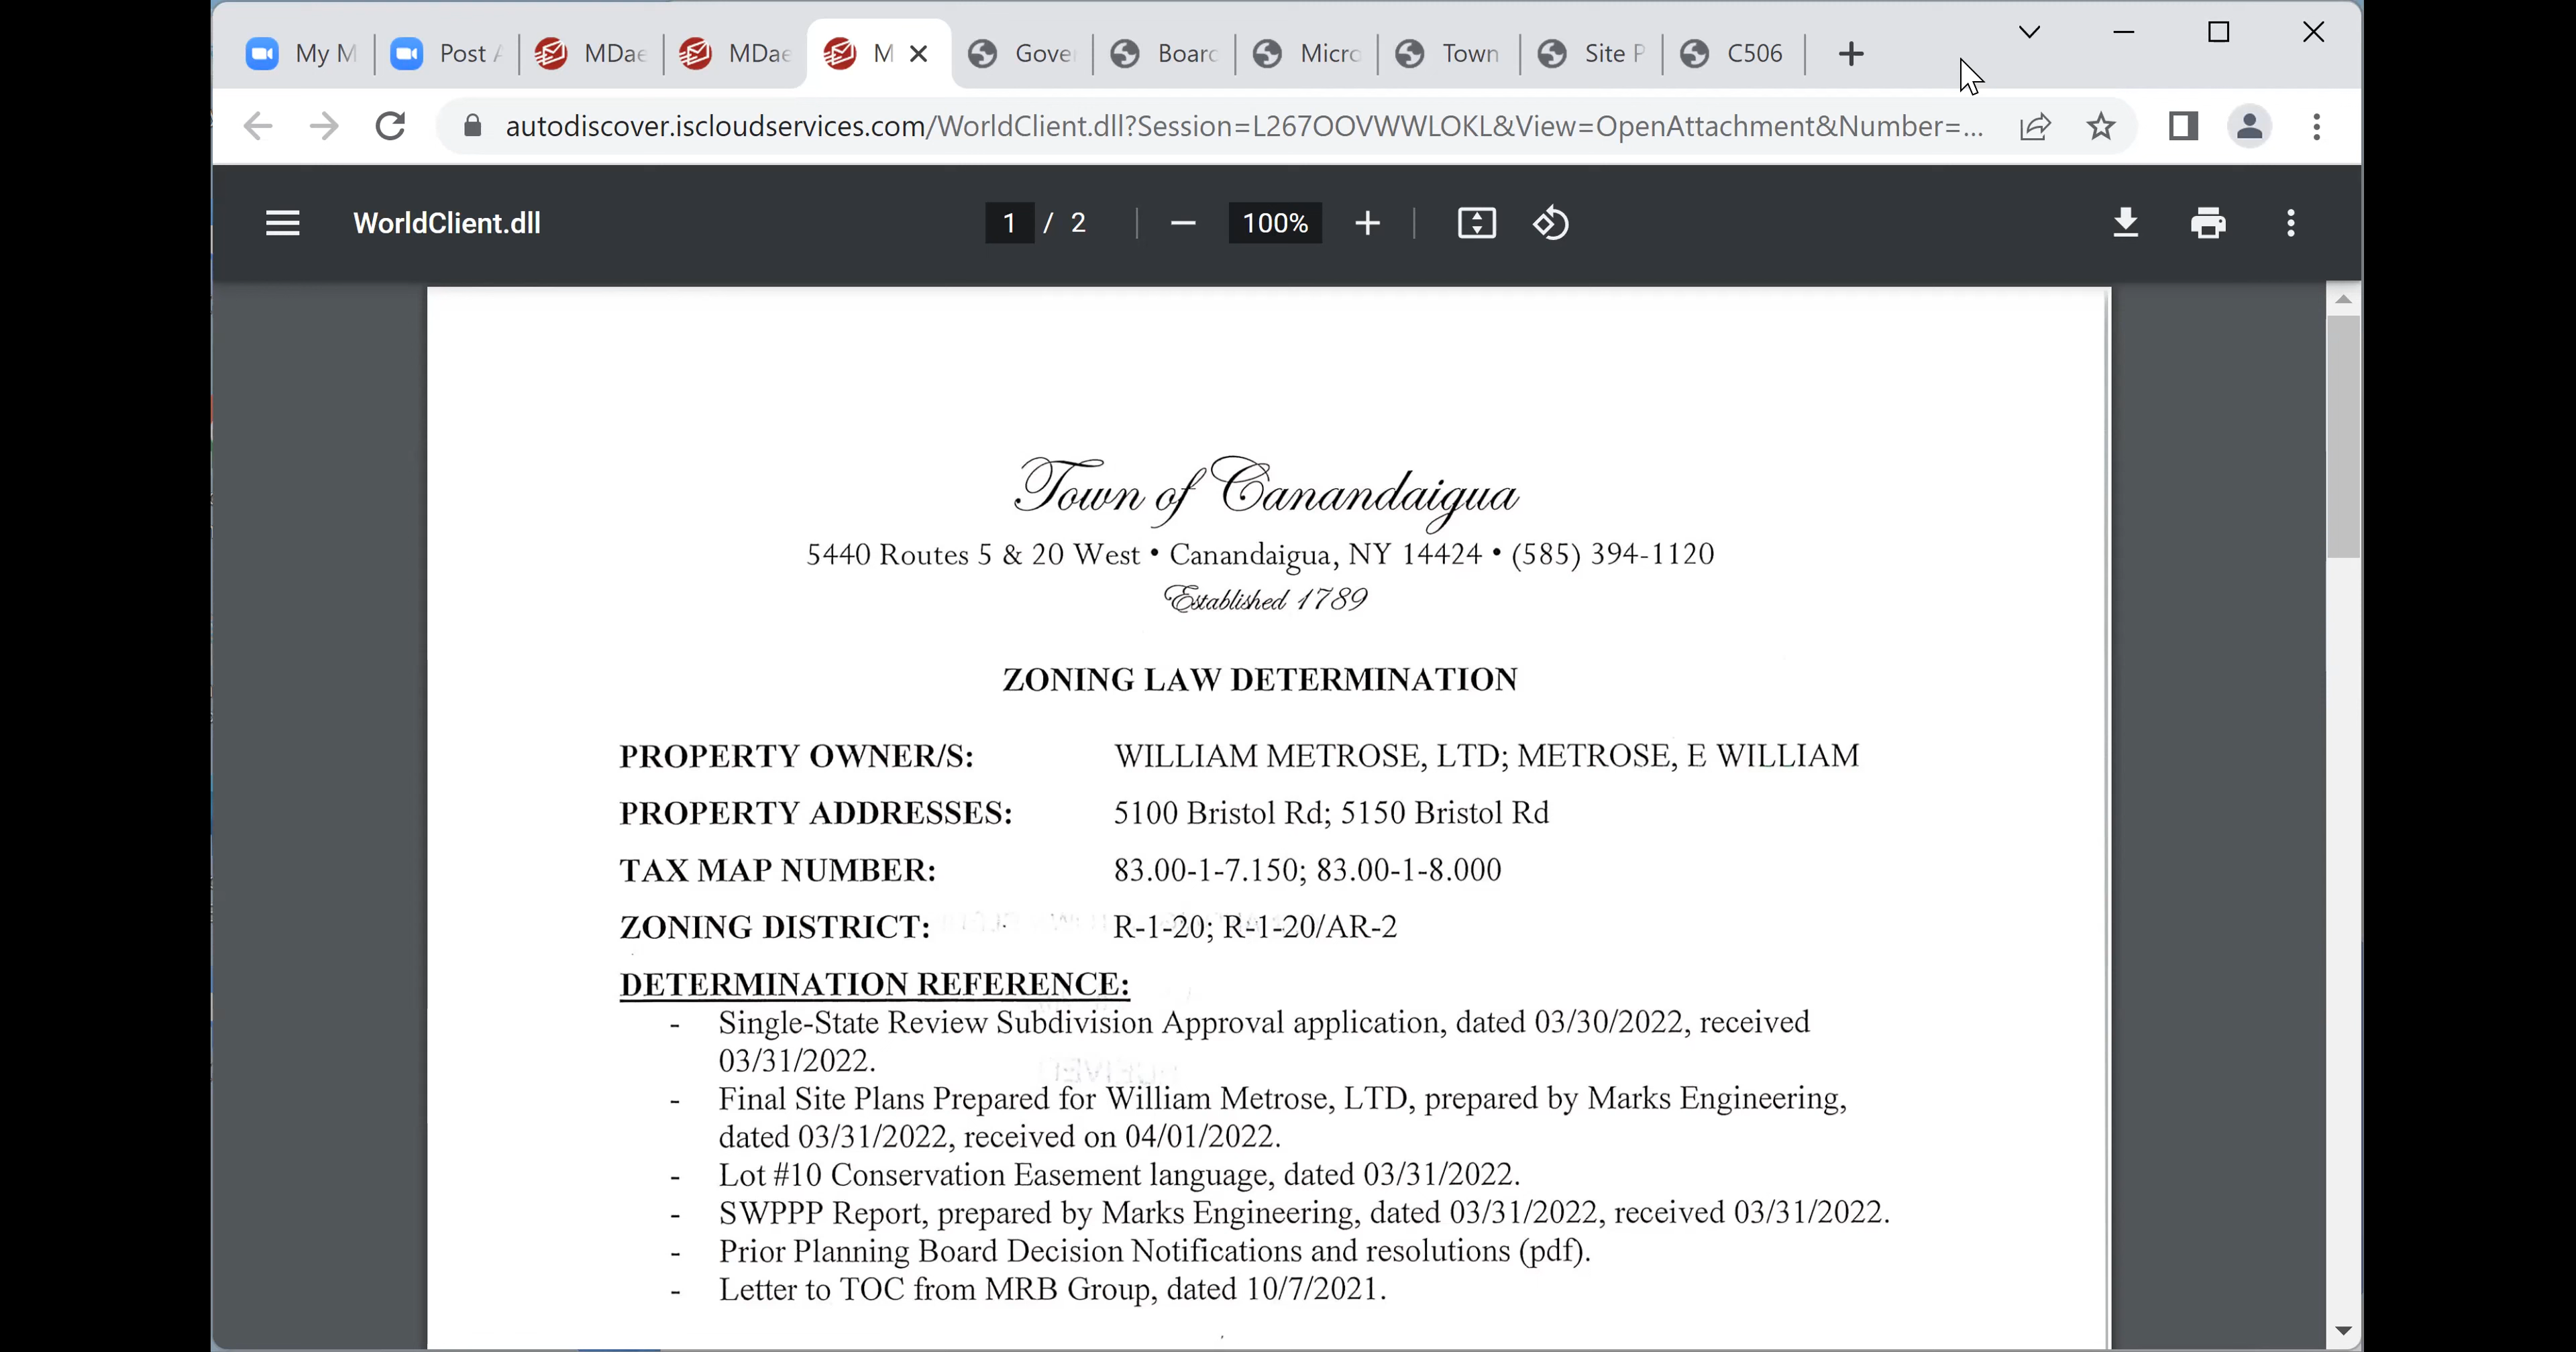 My M
Post A
MDae
MDae
M
Gover
Board
Micro
Town
Site P
C506
autodiscover.iscloudservices.com/WorldClient.dll?Session=L267OOVWWLOKL&View=OpenAttachment&Number=...
WorldClient.dll
1 / 2
100%
Town of Canandaigua
5440 Routes 5 & 20 West • Canandaigua, NY 14424 • (585) 394-1120
Established 1789
ZONING LAW DETERMINATION
PROPERTY OWNER/S: WILLIAM METROSE, LTD; METROSE, E WILLIAM
PROPERTY ADDRESSES: 5100 Bristol Rd; 5150 Bristol Rd
TAX MAP NUMBER: 83.00-1-7.150; 83.00-1-8.000
ZONING DISTRICT: R-1-20; R-1-20/AR-2
DETERMINATION REFERENCE:
- Single-State Review Subdivision Approval application, dated 03/30/2022, received
03/31/2022.
- Final Site Plans Prepared for William Metrose, LTD, prepared by Marks Engineering,
dated 03/31/2022, received on 04/01/2022.
- Lot #10 Conservation Easement language, dated 03/31/2022.
- SWPPP Report, prepared by Marks Engineering, dated 03/31/2022, received 03/31/2022.
- Prior Planning Board Decision Notifications and resolutions (pdf).
- Letter to TOC from MRB Group, dated 10/7/2021.